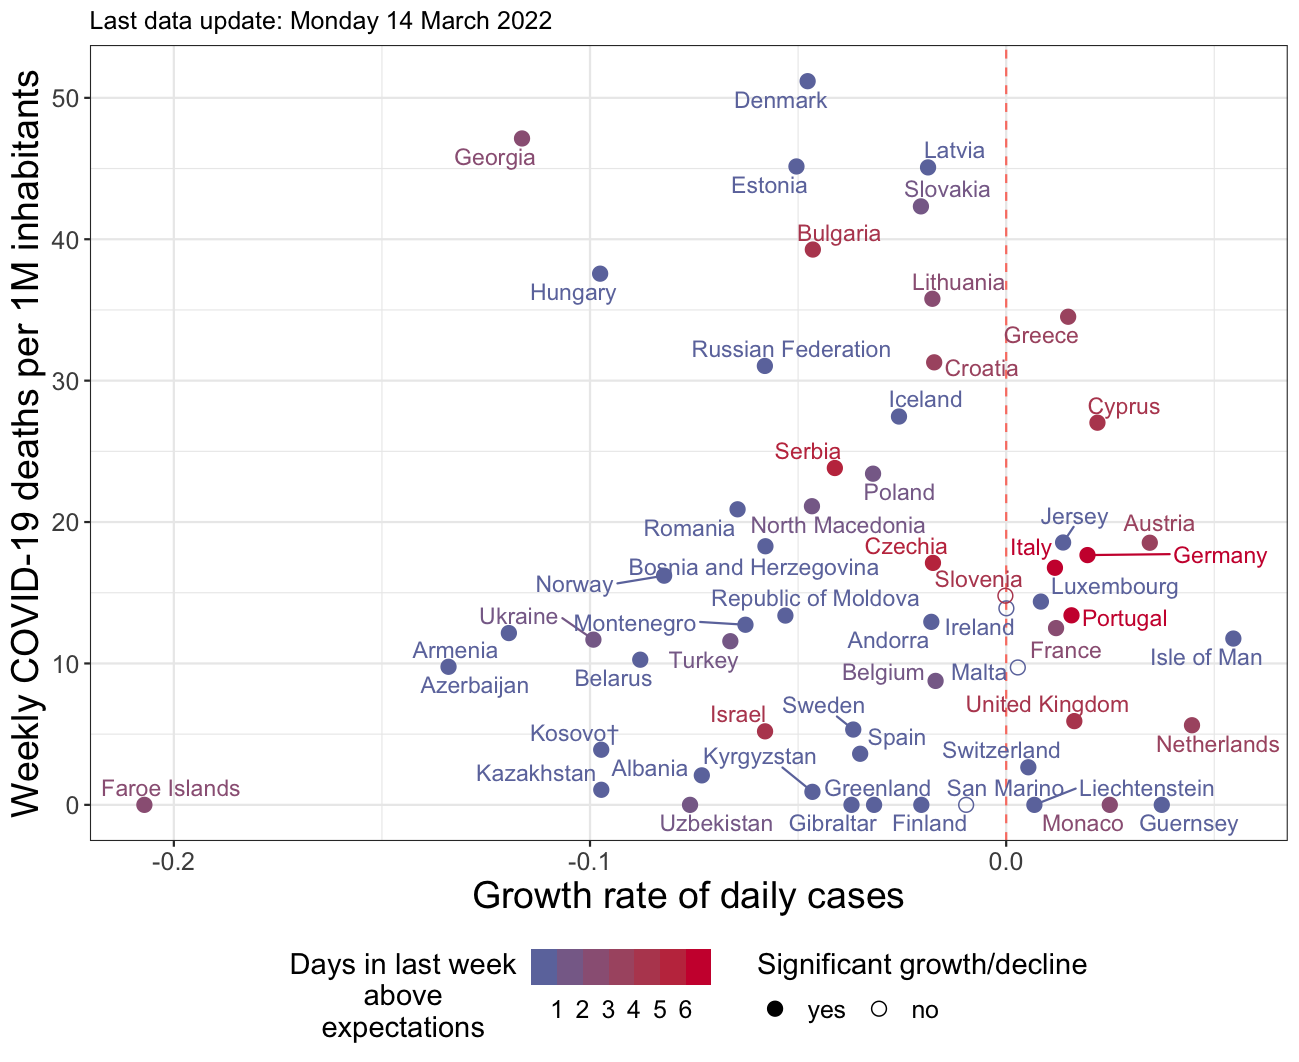 Last data update: Monday 14 March 2022
Weekly COVID-19 deaths per 1M inhabitants
50
40
30
20
10
0
Denmark
Georgia
Latvia
Estonia
Slovakia
Bulgaria
Hungary
Lithuania
Greece
Russian Federation
Croatia
Iceland
Cyprus
Serbia
Poland
Romania
North Macedonia
Jersey
Austria
Czechia
Italy
Germany
Bosnia and Herzegovina
Norway
Slovenia
Luxembourg
Republic of Moldova
Ukraine
Montenegro
Ireland
Portugal
Andorra
Armenia
Turkey
France
Isle of Man
Azerbaijan
Belarus
Belgium
Malta
Israel
Sweden
United Kingdom
Kosovo†
Spain
Netherlands
Kazakhstan
Albania
Kyrgyzstan
Switzerland
Faroe Islands
Greenland
San Marino
Liechtenstein
Uzbekistan
Gibraltar
Finland
Monaco
Guernsey
-0.2
-0.1
0.0
Growth rate of daily cases
Days in last week
above
expectations
1 2 3 4 5 6
Significant growth/decline
yes
no